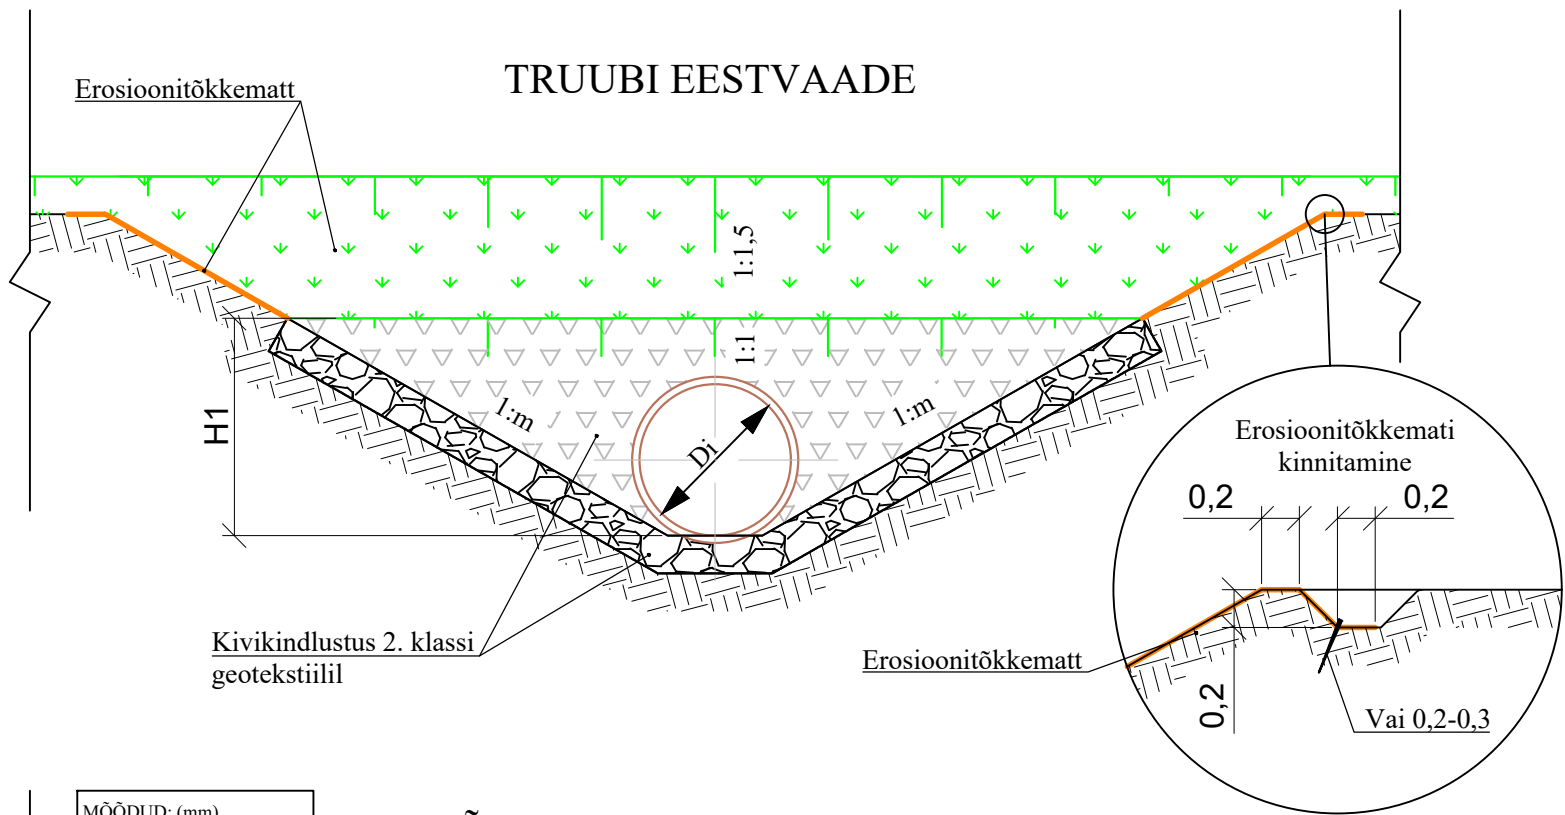 TRUUBI EESTVAADE
Erosioonitõkkematt
1:1,5
1:1
1:m
1:m
H1
Di
Erosioonitõkkemati
kinnitamine
0,2
0,2
Kivikindlustus 2. klassi
geotekstiilil
Erosioonitõkkematt
0,2
Vai 0,2-0,3
MÕÕDUD: (mm)